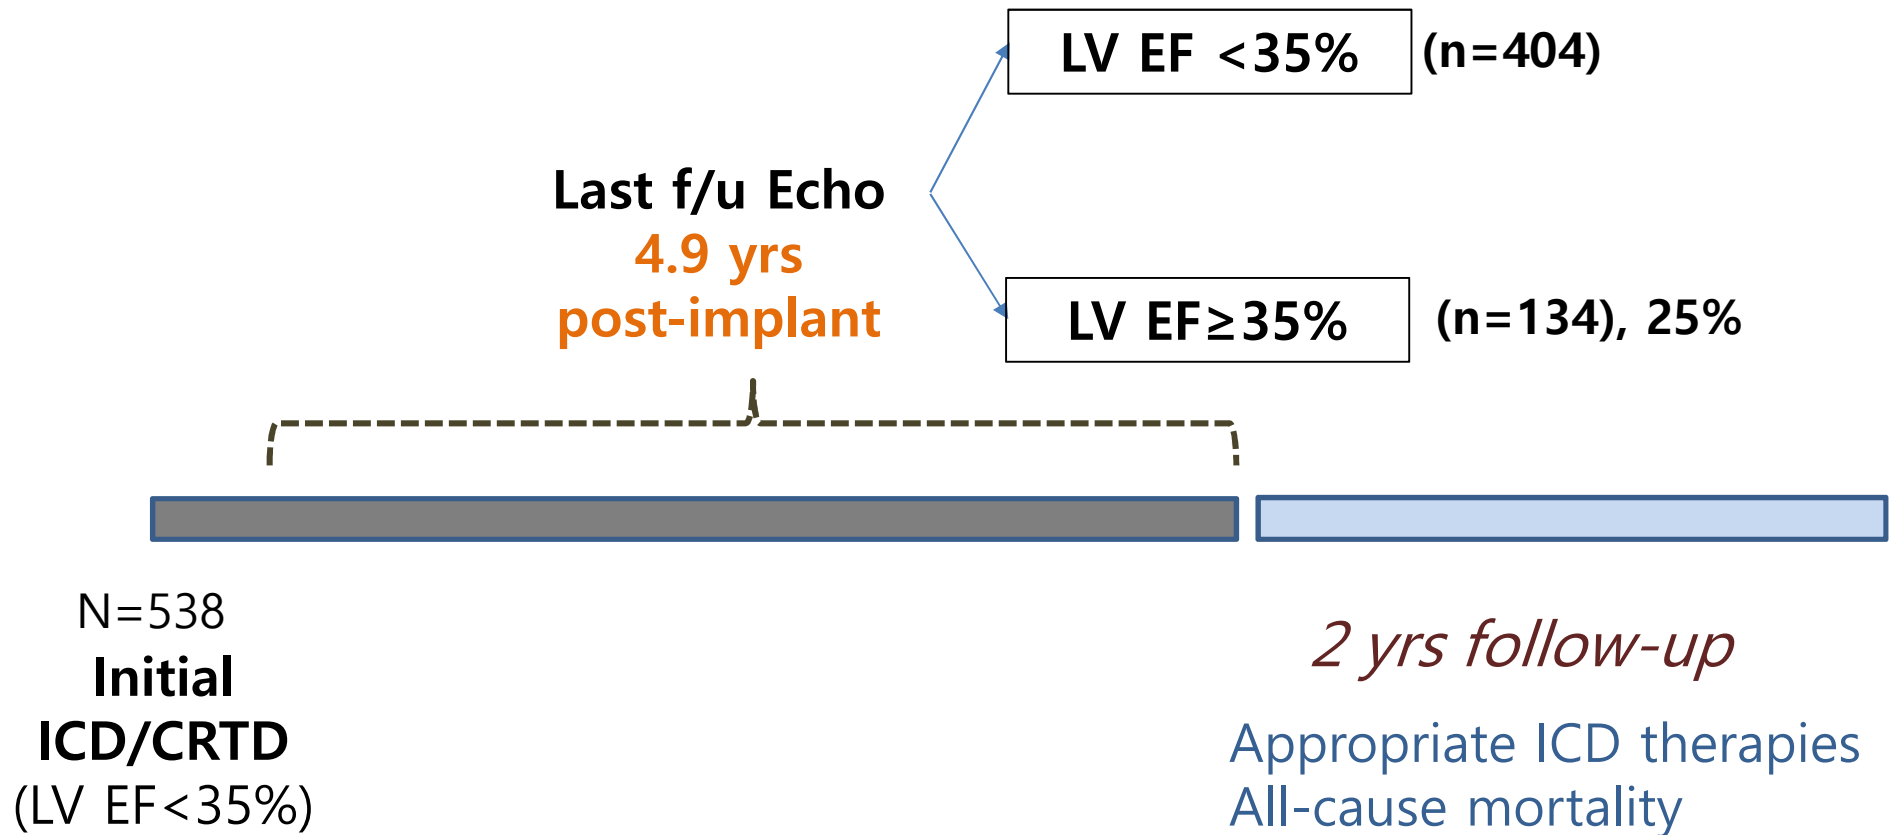 LV EF <35% (n=404)
Last f/u Echo
4.9 yrs
post-implant
LV EF≥35% (n=134), 25%
N=538
Initial
ICD/CRTD
(LV EF<35%)
2 yrs follow-up
Appropriate ICD therapies
All-cause mortality